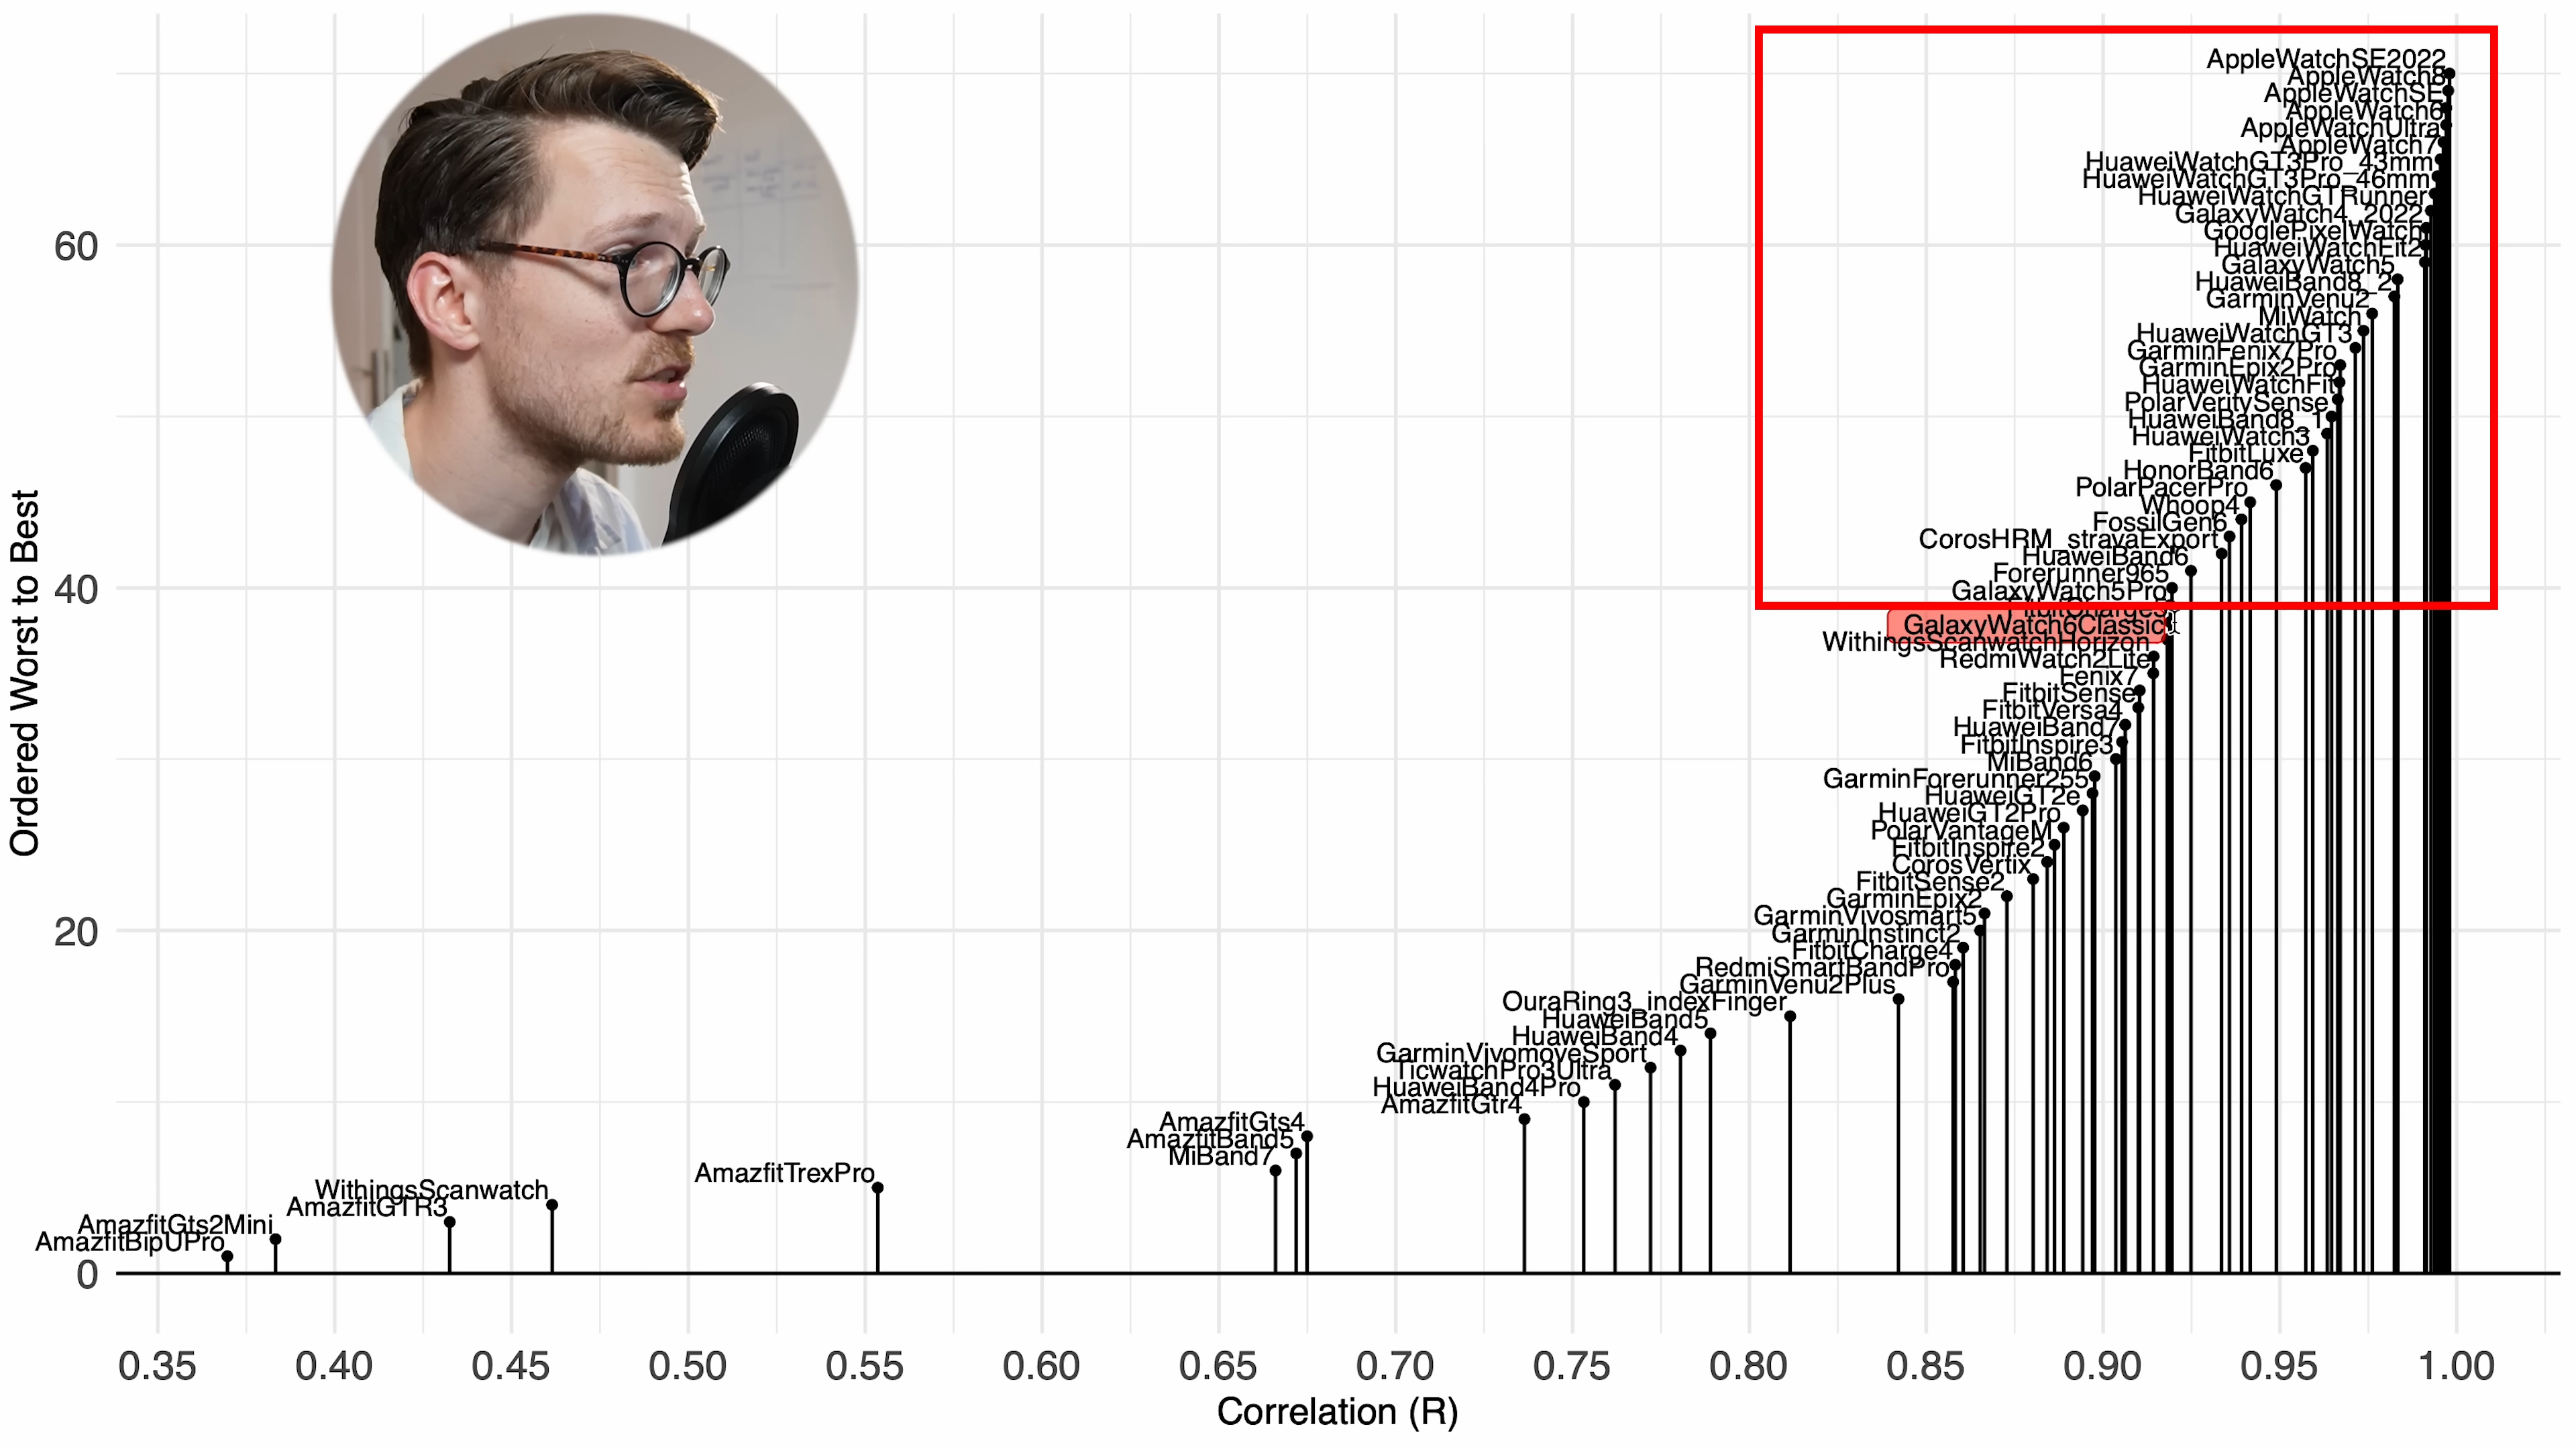 AppleWatchSE2022
AppleWatch8
AppleWatchSE
AppleWatch6
AppleWatchUltra
AppleWatch7
HuaweiWatchGT3Pro_43mm
HuaweiWatchGT3Pro_46mm
HuaweiWatchGTRunner
GalaxyWatch4_2022
GooglePixelWatch
60
HuaweiWatchFit2
GalaxyWatch5
HuaweiBand8_2
GarminVenu2
MiWatch
HuaweiWatchGT3
GarminFenix7Pro
GarminEpix2Pro
HuaweiWatchFit
PolarVeritySense
HuaweiBand8_1
HuaweiWatch3
FitbitLuxe
HonorBand6
PolarPacerPro
Whoop4
FossilGen6
CorosHRM_stravaExport
HuaweiBand6
Forerunner965
40
GalaxyWatch5Pro
GalaxyWatch6Classic
WithingsScanwatchHorizon
RedmiWatch2Lite
Fenix7
FitbitSense
FitbitVersa4
HuaweiBand7
FitbitInspire3
MiBand6
GarminForerunner255
HuaweiGT2e
HuaweiGT2Pro
PolarVantageM
FitbitInspire2
CorosVertix
FitbitSense2
GarminEpix2
GarminVivosmart5
20
GarminInstinct2
FitbitCharge4
RedmiSmartBandPro
GarminVenu2Plus
OuraRing3_indexFinger
HuaweiBand5
HuaweiBand4
GarminVivomoveSport
TicwatchPro3Ultra
HuaweiBand4Pro
AmazfitGtr4
AmazfitGts4
AmazfitBand5
MiBand7
AmazfitTrexPro
WithingsScanwatch
AmazfitGTR3
AmazfitGts2Mini
AmazfitBipUPro
0
Ordered Worst to Best
0.35 0.40 0.45 0.50 0.55 0.60 0.65 0.70 0.75 0.80 0.85 0.90 0.95 1.00
Correlation (R)